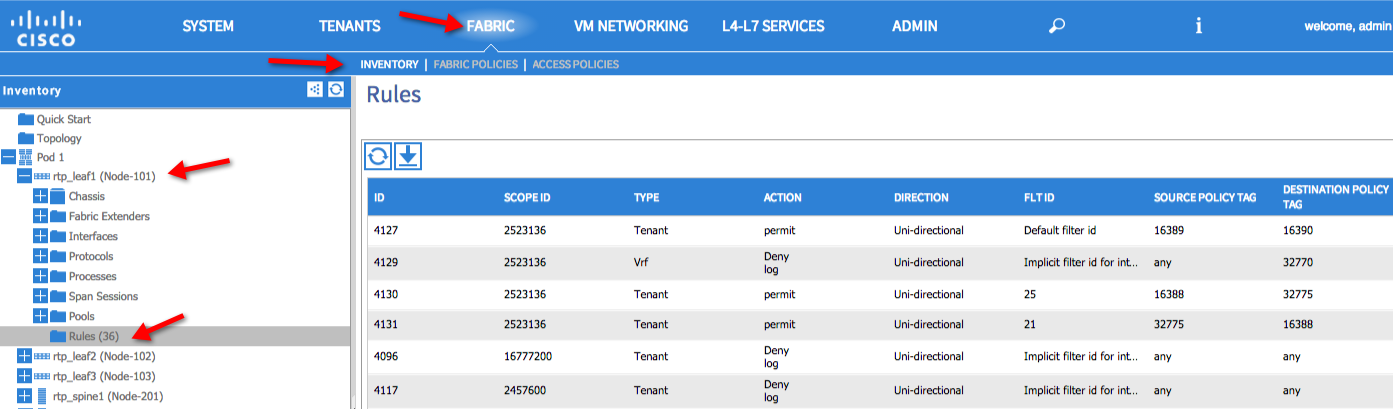 CISCO
SYSTEM TENANTS FABRIC VM NETWORKING L4-L7 SERVICES ADMIN i welcome, admin
INVENTORY | FABRIC POLICIES | ACCESS POLICIES
Inventory
Quick Start
Topology
Pod 1
rtp_leaf1 (Node-101)
Chassis
Fabric Extenders
Interfaces
Protocols
Processes
Span Sessions
Pools
Rules (36)
rtp_leaf2 (Node-102)
rtp_leaf3 (Node-103)
rtp_spine1 (Node-201)
Rules
ID SCOPE ID TYPE ACTION DIRECTION FLT ID SOURCE POLICY TAG DESTINATION POLICY
TAG
4127 2523136 Tenant permit Uni-directional Default filter id 16389 16390
4129 2523136 Vrf Deny Uni-directional Implicit filter id for int... any 32770
log
4130 2523136 Tenant permit Uni-directional 25 16388 32775
4131 2523136 Tenant permit Uni-directional 21 32775 16388
4096 16777200 Tenant Deny Uni-directional Implicit filter id for int... any any
log
4117 2457600 Tenant Deny Uni-directional Implicit filter id for int... any any
log